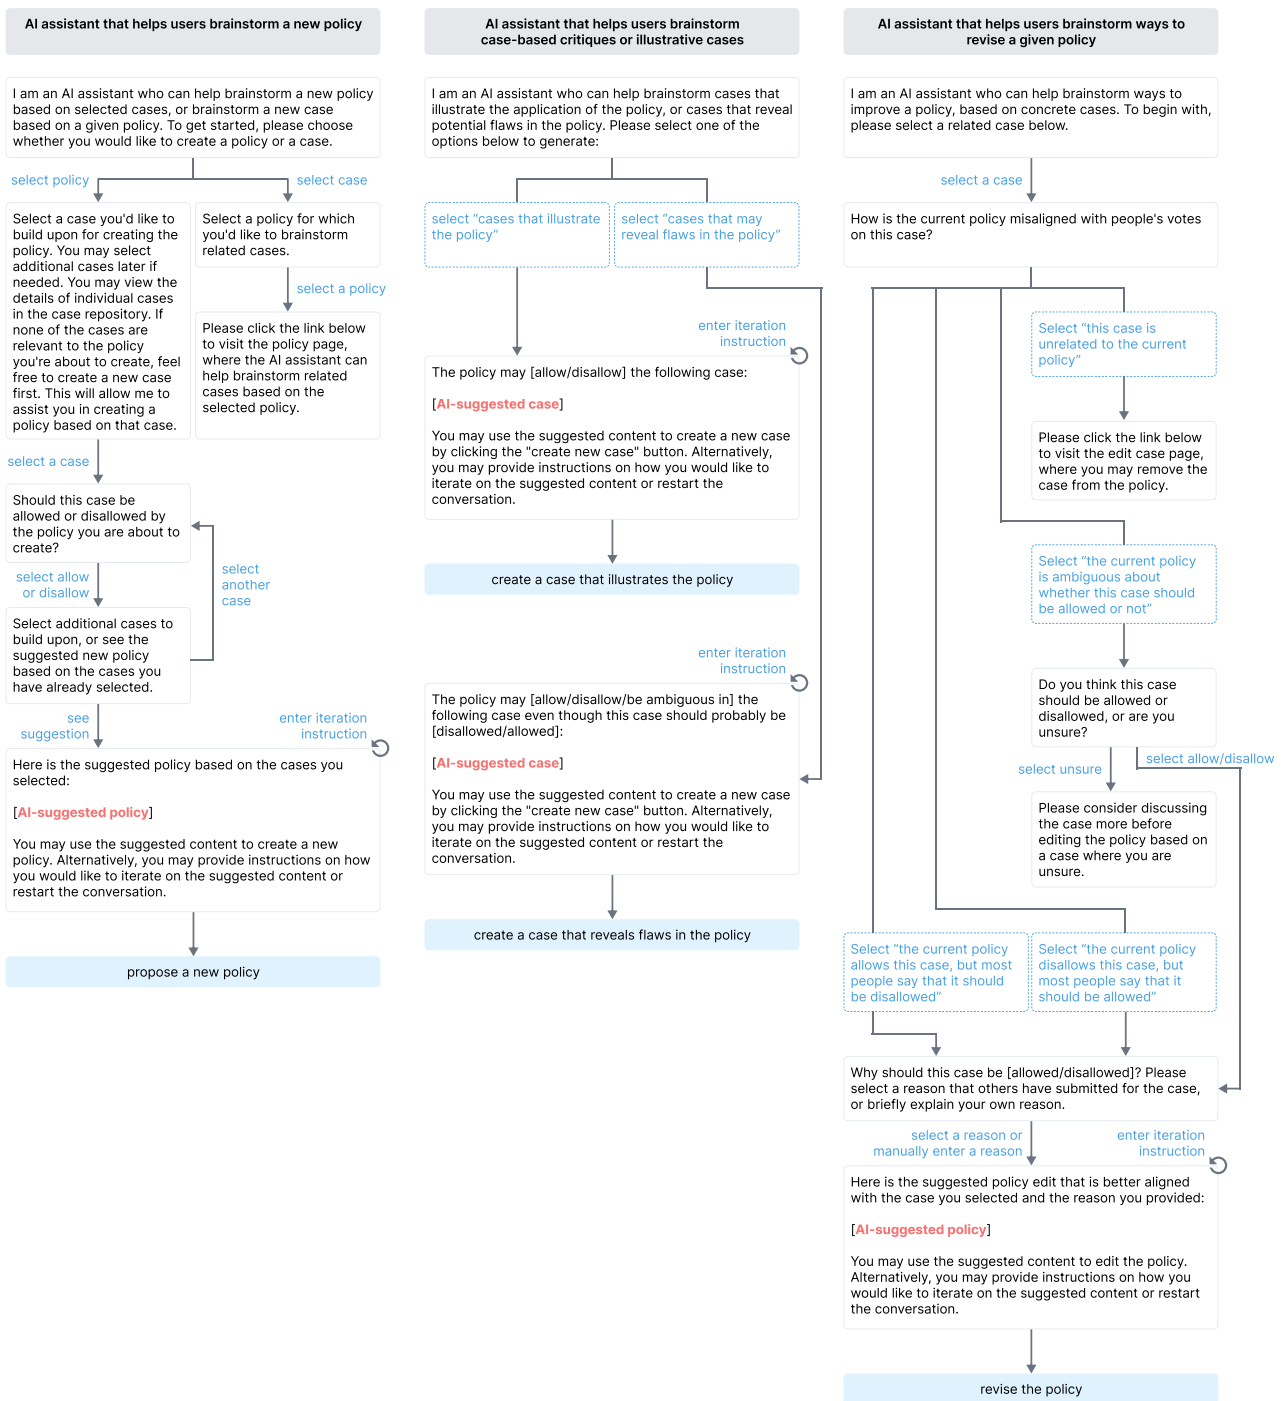 AI assistant that helps users brainstorm a new policy
I am an AI assistant who can help brainstorm a new policy
based on selected cases, or brainstorm a new case
based on a given policy. To get started, please choose
whether you would like to create a policy or a case.
select policy
select case
Select a case you'd like to
build upon for creating the
policy. You may select
additional cases later if
needed. You may view the
details of individual cases
in the case repository. If
none of the cases are
relevant to the policy
you're about to create, feel
free to create a new case
first. This will allow me to
assist you in creating a
policy based on that case.
Select a policy for which
you'd like to brainstorm
related cases.
select a policy
Please click the link below
to visit the policy page,
where the AI assistant can
help brainstorm related
cases based on the
selected policy.
select a case
Should this case be
allowed or disallowed by
the policy you are about to
create?
select allow
or disallow
select
another
case
Select additional cases to
build upon, or see the
suggested new policy
based on the cases you
have already selected.
see
suggestion
enter iteration
instruction
Here is the suggested policy based on the cases you
selected:
[AI-suggested policy]
You may use the suggested content to create a new
policy. Alternatively, you may provide instructions on how
you would like to iterate on the suggested content or
restart the conversation.
propose a new policy
AI assistant that helps users brainstorm
case-based critiques or illustrative cases
I am an AI assistant who can help brainstorm cases that
illustrate the application of the policy, or cases that reveal
potential flaws in the policy. Please select one of the
options below to generate:
select “cases that illustrate
the policy”
select “cases that may
reveal flaws in the policy”
enter iteration
instruction
The policy may [allow/disallow] the following case:
[AI-suggested case]
You may use the suggested content to create a new case
by clicking the "create new case" button. Alternatively,
you may provide instructions on how you would like to
iterate on the suggested content or restart the
conversation.
create a case that illustrates the policy
enter iteration
instruction
The policy may [allow/disallow/be ambiguous in] the
following case even though this case should probably be
[disallowed/allowed]:
[AI-suggested case]
You may use the suggested content to create a new case
by clicking the "create new case" button. Alternatively,
you may provide instructions on how you would like to
iterate on the suggested content or restart the
conversation.
create a case that reveals flaws in the policy
AI assistant that helps users brainstorm ways to
revise a given policy
I am an AI assistant who can help brainstorm ways to
improve a policy, based on concrete cases. To begin with,
please select a related case below.
select a case
How is the current policy misaligned with people's votes
on this case?
Select “this case is
unrelated to the current
policy”
Please click the link below
to visit the edit case page,
where you may remove the
case from the policy.
Select “the current policy
is ambiguous about
whether this case should
be allowed or not”
Do you think this case
should be allowed or
disallowed, or are you
unsure?
select unsure
select allow/disallow
Please consider discussing
the case more before
editing the policy based on
a case where you are
unsure.
Select “the current policy
allows this case, but most
people say that it should
be disallowed”
Select “the current policy
disallows this case, but
most people say that it
should be allowed”
Why should this case be [allowed/disallowed]? Please
select a reason that others have submitted for the case,
or briefly explain your own reason.
select a reason or
manually enter a reason
enter iteration
instruction
Here is the suggested policy edit that is better aligned
with the case you selected and the reason you provided:
[AI-suggested policy]
You may use the suggested content to edit the policy.
Alternatively, you may provide instructions on how you
would like to iterate on the suggested content or restart
the conversation.
revise the policy